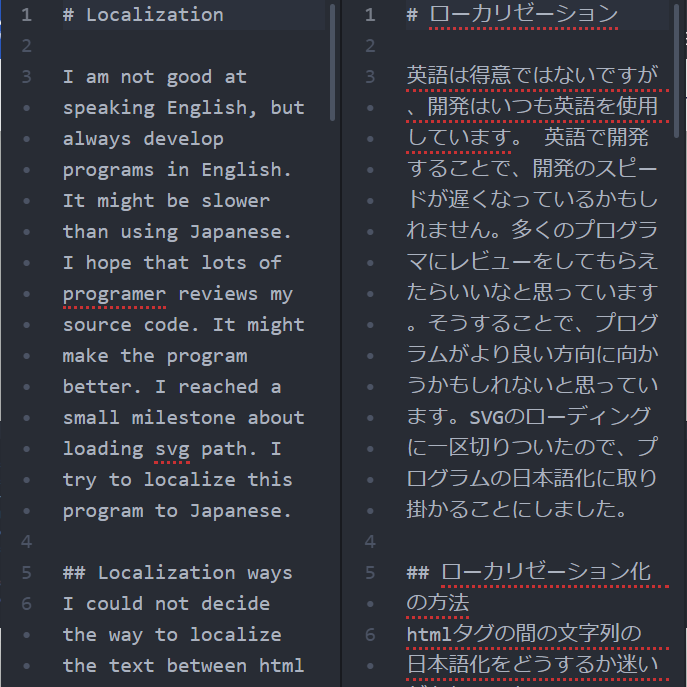 1 # Localization
2
3 I am not good at
speaking English, but
always develop
programs in English.
It might be slower
than using Japanese.
I hope that lots of
programer reviews my
source code. It might
make the program
better. I reached a
small milestone about
loading svg path. I
try to localize this
program to Japanese.
4
5 ## Localization ways
6 I could not decide
the way to localize
the text between html
1 # ローカリゼーション
2
3 英語は得意ではないですが
、開発はいつも英語を使用
しています。 英語で開発
することで、開発のスピー
ドが遅くなっているかもし
れません。多くのプログラ
マにレビューをしてもらえ
たらいいなと思っています
。そうすることで、プログ
ラムがより良い方向に向か
うかもしれないと思ってい
ます。SVGのローディング
に一区切りついたので、プ
ログラムの日本語化に取り
掛かることにしました。
4
5 ## ローカリゼーション化
の方法
6 htmlタグの間の文字列の
日本語化をどうするか迷い